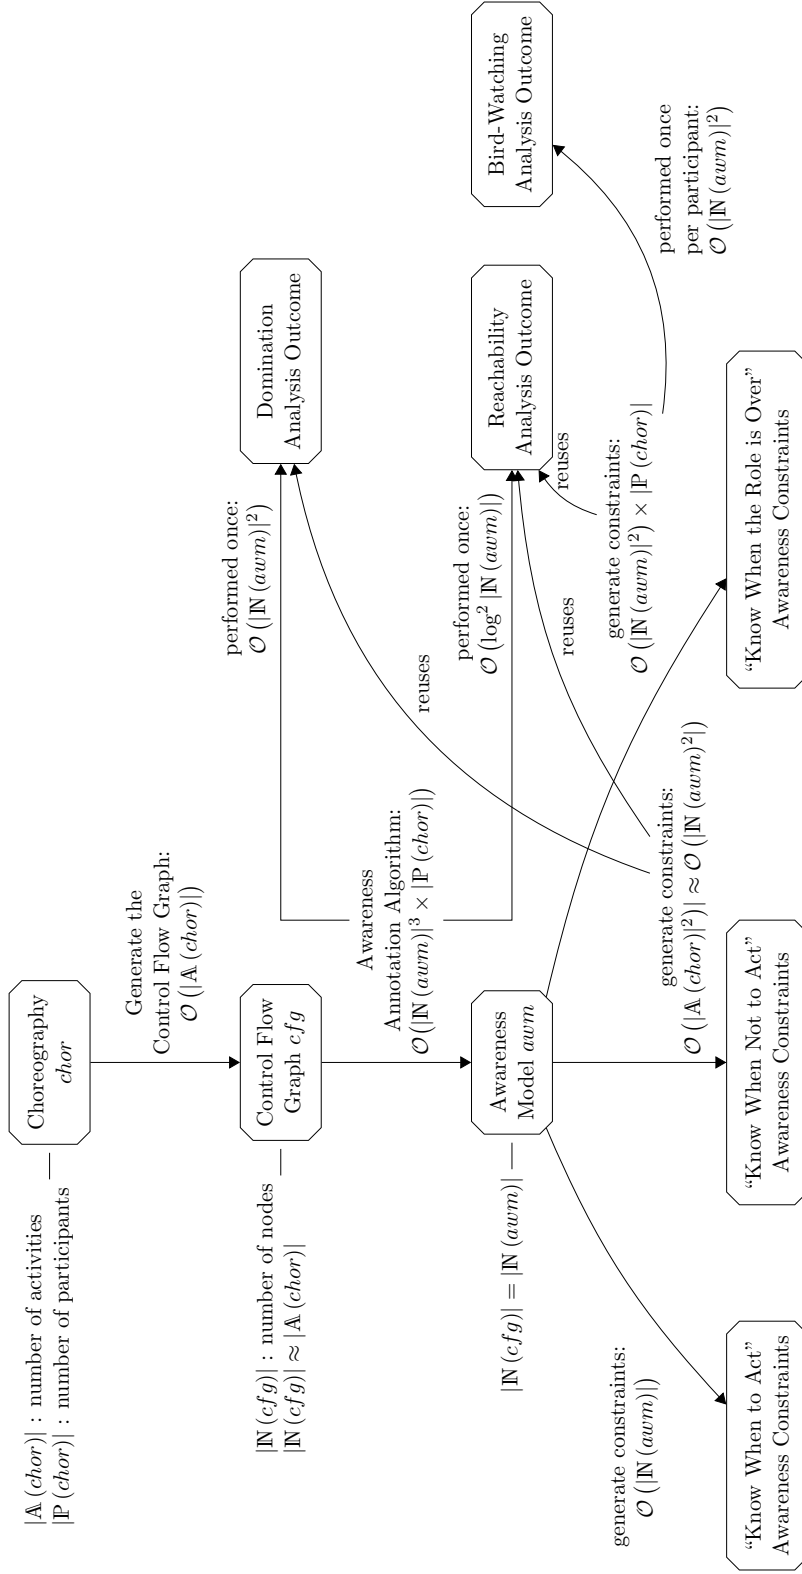 |𝔸 (chor)| : number of activities
|ℙ (chor)| : number of participants
Choreography
chor
Generate the
Control Flow Graph:
𝒪 (|𝔸 (chor)|)
|ℕ (cfg)| : number of nodes
|ℕ (cfg)| ≈ |𝔸 (chor)|
Control Flow
Graph cfg
performed once:
𝒪 (|ℕ (awm)|²)
Domination
Analysis Outcome
Awareness
Annotation Algorithm:
𝒪 (|ℕ (awm)|³ × |ℙ (chor)|)
reuses
|ℕ (cfg)| = |ℕ (awm)|
Awareness
Model awm
performed once:
𝒪 (log² |ℕ (awm)|)
Reachability
Analysis Outcome
Bird-Watching
Analysis Outcome
reuses
reuses
generate constraints:
𝒪 (|ℕ (awm)|)
generate constraints:
𝒪 (|𝔸 (chor)|²)| ≈ 𝒪 (|ℕ (awm)²|)
generate constraints:
𝒪 (|ℕ (awm)|²) × |ℙ (chor)|
performed once
per participant:
𝒪 (|ℕ (awm)|²)
“Know When to Act”
Awareness Constraints
“Know When Not to Act”
Awareness Constraints
“Know When the Role is Over”
Awareness Constraints